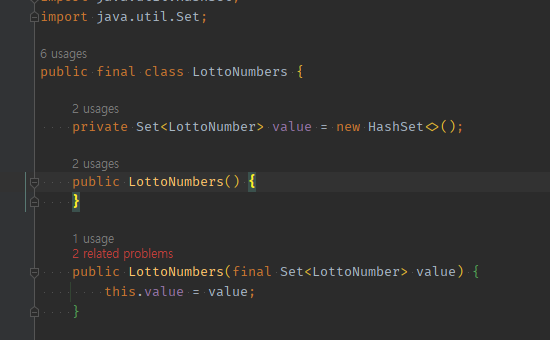 import java.util.HashSet;
import java.util.Set;
6 usages
public final class LottoNumbers {
2 usages
private Set<LottoNumber> value = new HashSet<>();
2 usages
public LottoNumbers() {
}
1 usage
2 related problems
public LottoNumbers(final Set<LottoNumber> value) {
this.value = value;
}